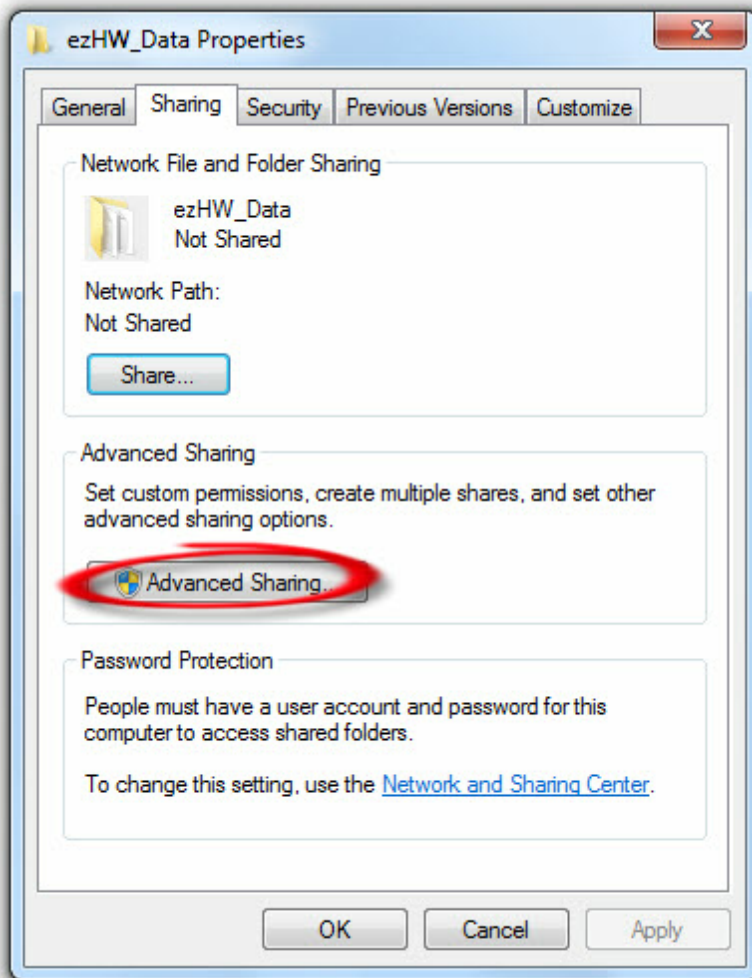 ezHW_Data Properties
General Sharing Security Previous Versions Customize
Network File and Folder Sharing
ezHW_Data
Not Shared
Network Path:
Not Shared
Share...
Advanced Sharing
Set custom permissions, create multiple shares, and set other
advanced sharing options.
Advanced Sharing...
Password Protection
People must have a user account and password for this
computer to access shared folders.
To change this setting, use the Network and Sharing Center.
OK Cancel Apply